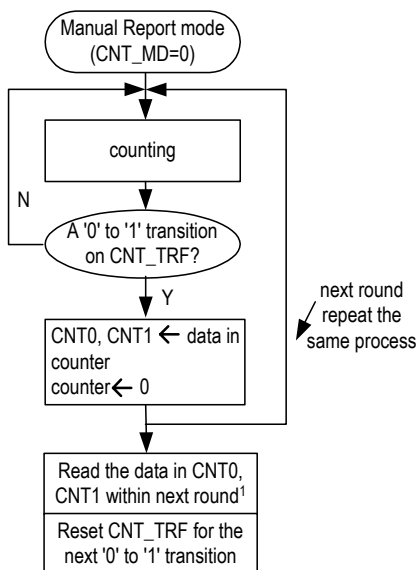 Manual Report mode
(CNT_MD=0)
counting
N
A '0' to '1' transition
on CNT_TRF?
Y
CNT0, CNT1 ← data in
counter
counter← 0
next round
repeat the
same process
Read the data in CNT0,
CNT1 within next round¹
Reset CNT_TRF for the
next '0' to '1' transition